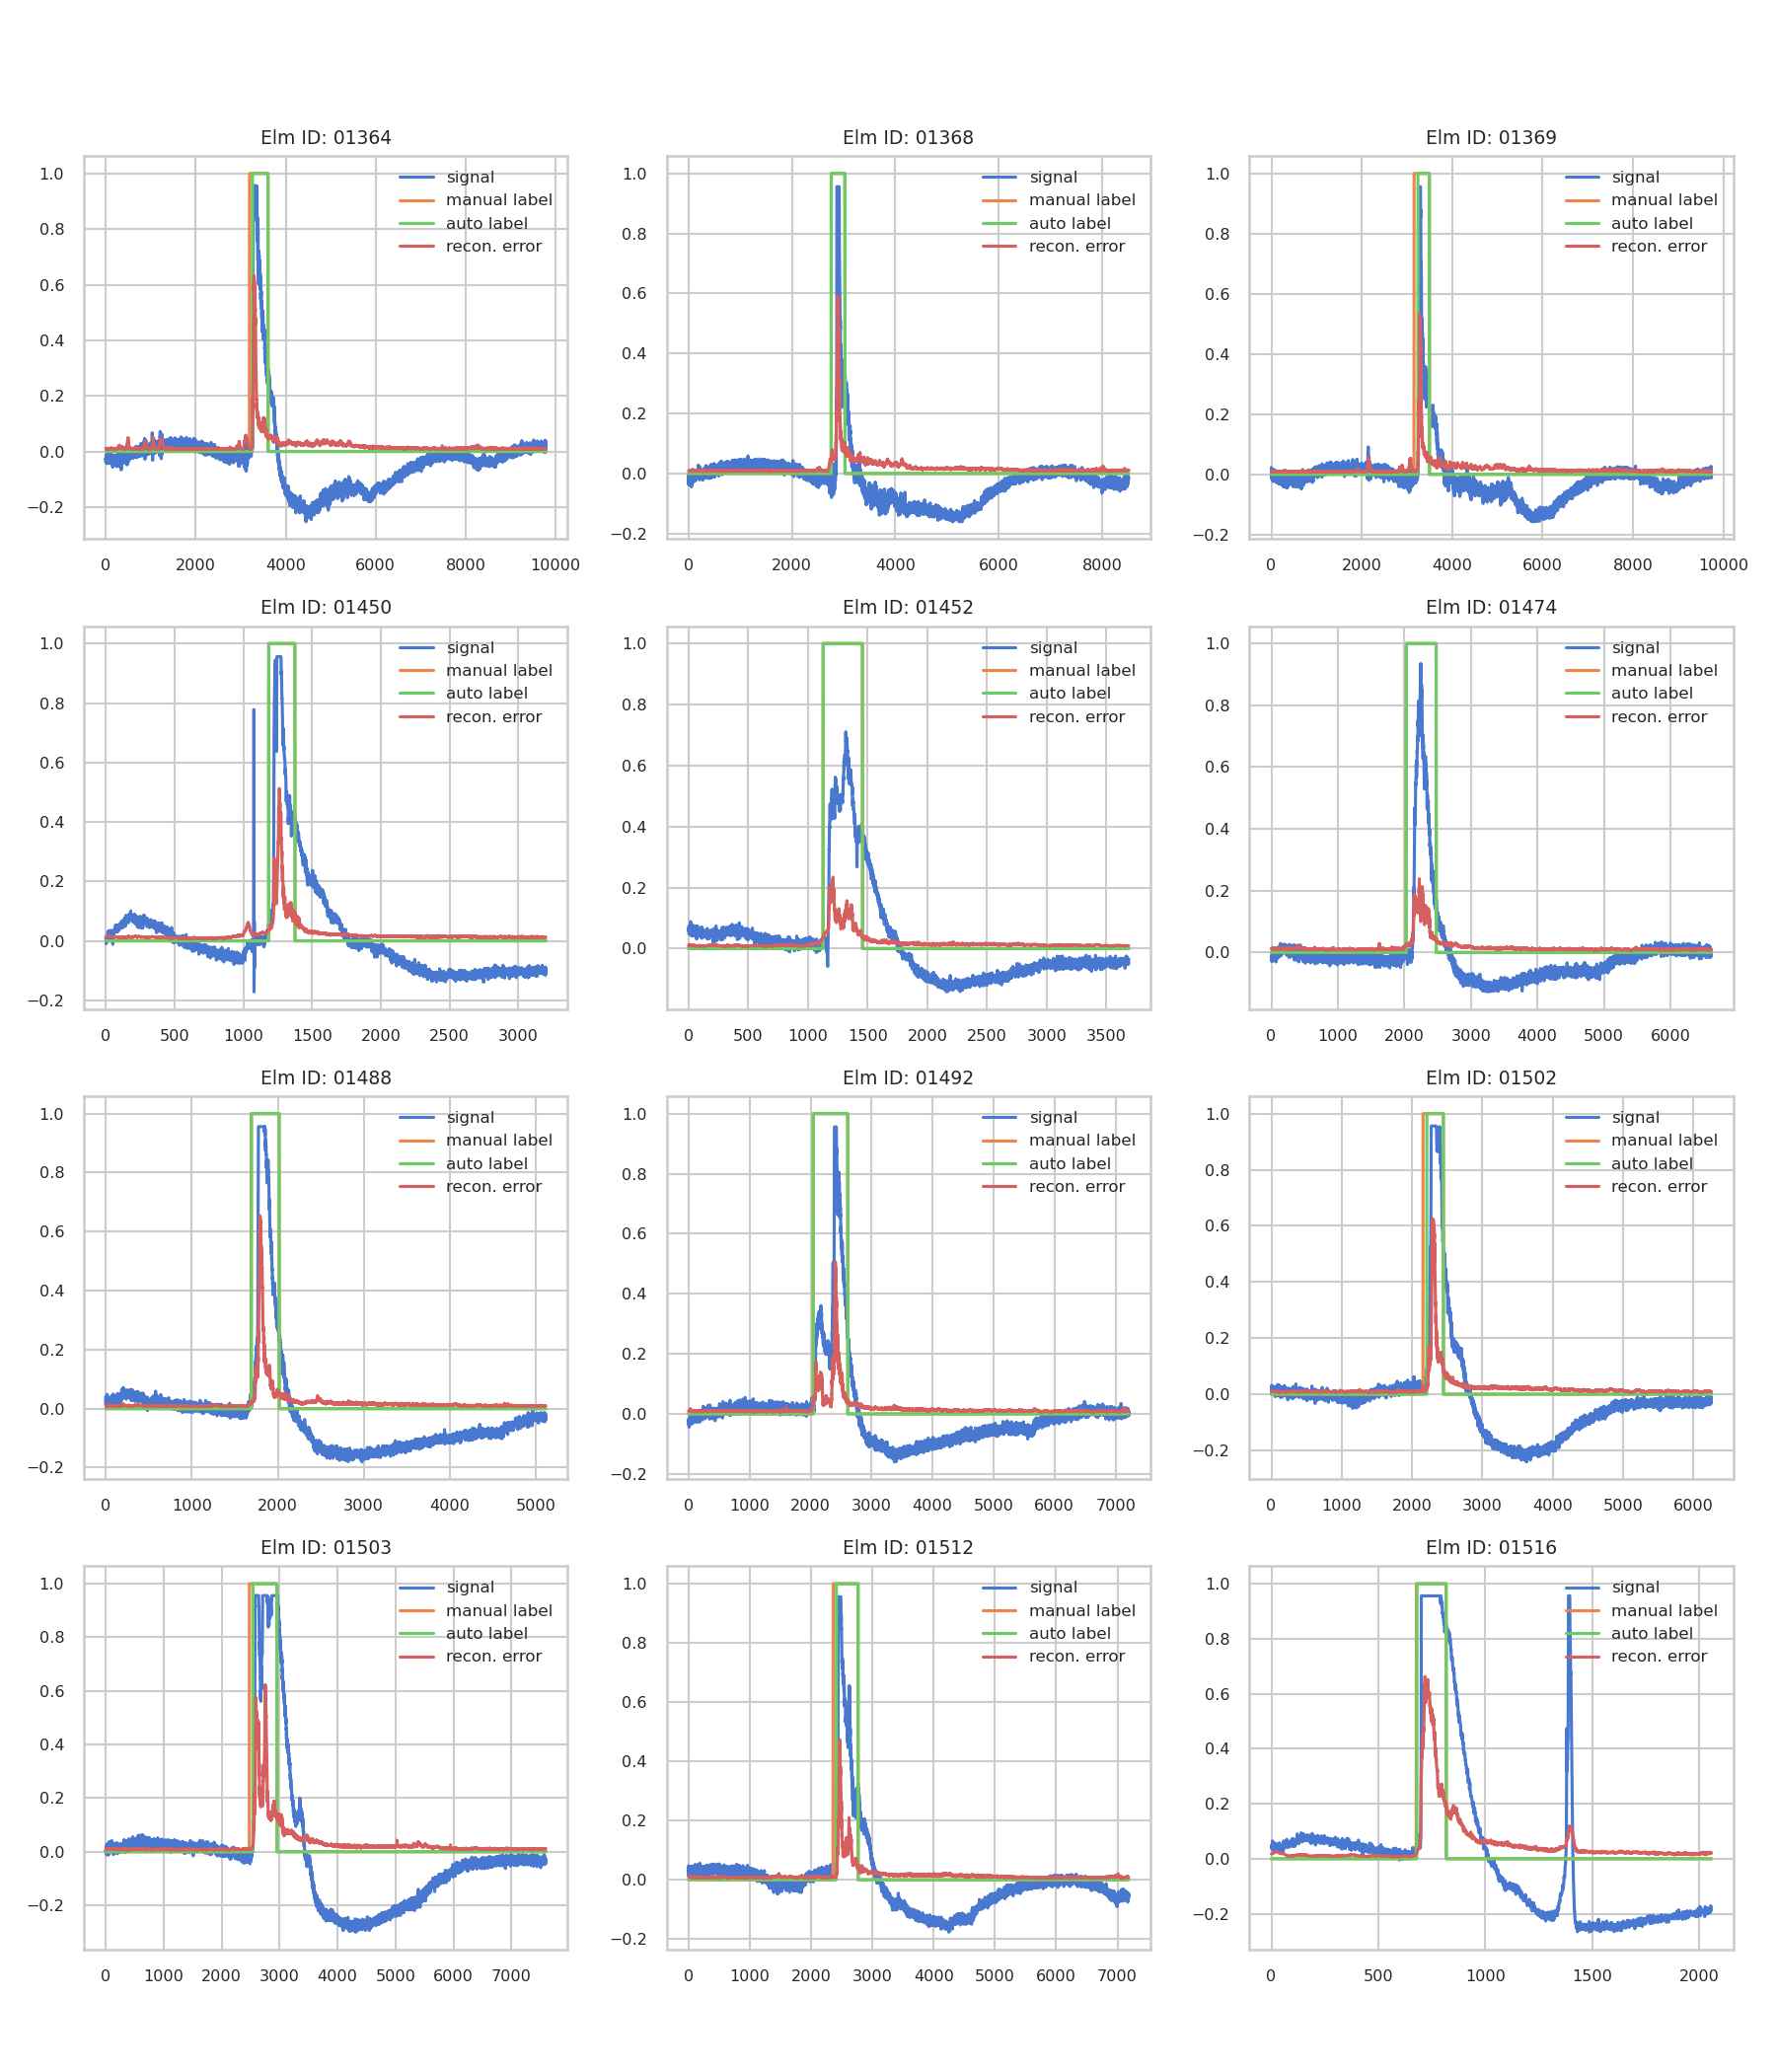 Elm ID: 01364
1.0
0.8
0.6
0.4
0.2
0.0
−0.2
0 2000 4000 6000 8000 10000
signal
manual label
auto label
recon. error
Elm ID: 01368
1.0
0.8
0.6
0.4
0.2
0.0
−0.2
0 2000 4000 6000 8000
signal
manual label
auto label
recon. error
Elm ID: 01369
1.0
0.8
0.6
0.4
0.2
0.0
−0.2
0 2000 4000 6000 8000 10000
signal
manual label
auto label
recon. error
Elm ID: 01450
1.0
0.8
0.6
0.4
0.2
0.0
−0.2
0 500 1000 1500 2000 2500 3000
signal
manual label
auto label
recon. error
Elm ID: 01452
1.0
0.8
0.6
0.4
0.2
0.0
0 500 1000 1500 2000 2500 3000 3500
signal
manual label
auto label
recon. error
Elm ID: 01474
1.0
0.8
0.6
0.4
0.2
0.0
0 1000 2000 3000 4000 5000 6000
signal
manual label
auto label
recon. error
Elm ID: 01488
1.0
0.8
0.6
0.4
0.2
0.0
−0.2
0 1000 2000 3000 4000 5000
signal
manual label
auto label
recon. error
Elm ID: 01492
1.0
0.8
0.6
0.4
0.2
0.0
−0.2
0 1000 2000 3000 4000 5000 6000 7000
signal
manual label
auto label
recon. error
Elm ID: 01502
1.0
0.8
0.6
0.4
0.2
0.0
−0.2
0 1000 2000 3000 4000 5000 6000
signal
manual label
auto label
recon. error
Elm ID: 01503
1.0
0.8
0.6
0.4
0.2
0.0
−0.2
0 1000 2000 3000 4000 5000 6000 7000
signal
manual label
auto label
recon. error
Elm ID: 01512
1.0
0.8
0.6
0.4
0.2
0.0
−0.2
0 1000 2000 3000 4000 5000 6000 7000
signal
manual label
auto label
recon. error
Elm ID: 01516
1.0
0.8
0.6
0.4
0.2
0.0
−0.2
0 500 1000 1500 2000
signal
manual label
auto label
recon. error